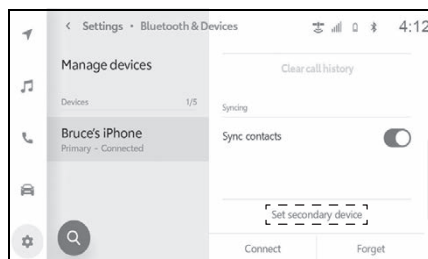 < Settings • Bluetooth & Devices
4:12
Manage devices
Devices 1/5
Bruce's iPhone
Primary – Connected
Clear call history
Syncing
Sync contacts
Set secondary device
Connect Forget